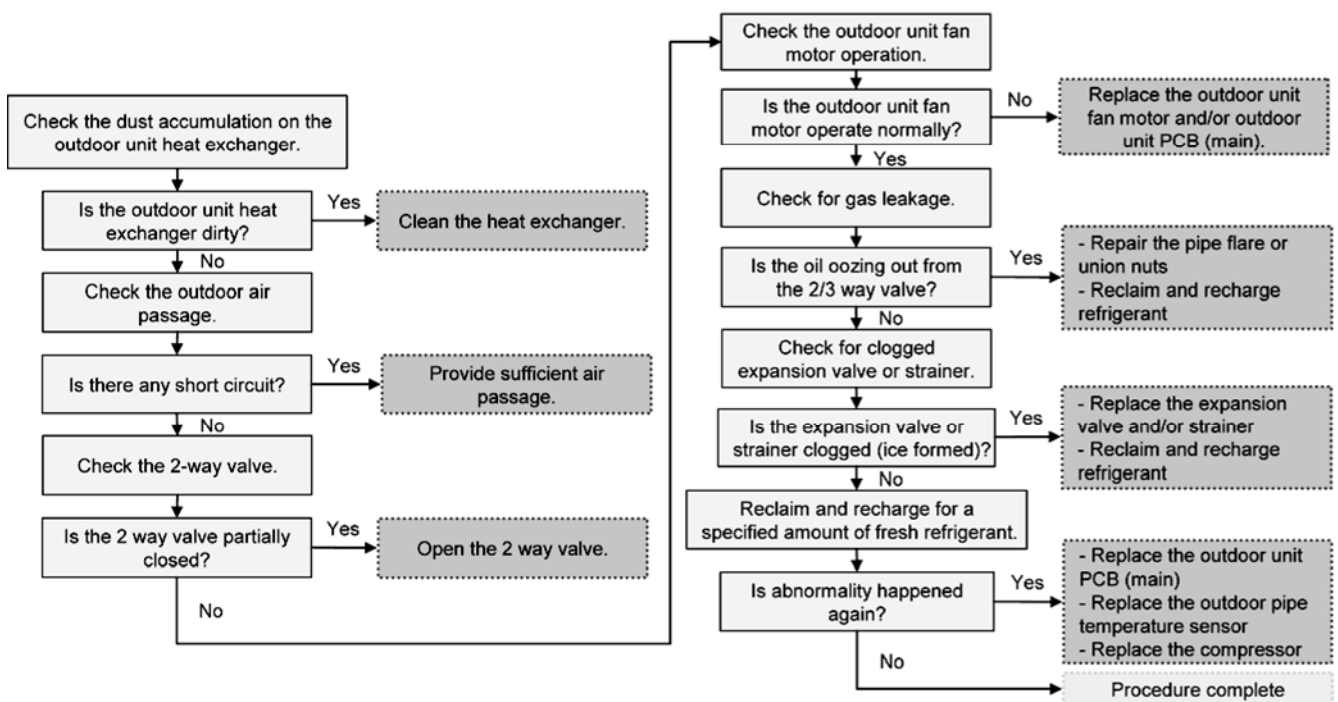 Check the dust accumulation on the
outdoor unit heat exchanger.
Is the outdoor unit heat
exchanger dirty?
Yes
Clean the heat exchanger.
No
Check the outdoor air
passage.
Is there any short circuit?
Yes
Provide sufficient air
passage.
No
Check the 2-way valve.
Is the 2 way valve partially
closed?
Yes
Open the 2 way valve.
No
Check the outdoor unit fan
motor operation.
Is the outdoor unit fan
motor operate normally?
No
Replace the outdoor unit
fan motor and/or outdoor
unit PCB (main).
Yes
Check for gas leakage.
Is the oil oozing out from
the 2/3 way valve?
Yes
- Repair the pipe flare or
union nuts
- Reclaim and recharge
refrigerant
No
Check for clogged
expansion valve or strainer.
Is the expansion valve or
strainer clogged (ice formed)?
Yes
- Replace the expansion
valve and/or strainer
- Reclaim and recharge
refrigerant
No
Reclaim and recharge for a
specified amount of fresh refrigerant.
Is abnormality happened
again?
Yes
- Replace the outdoor unit
PCB (main)
- Replace the outdoor pipe
temperature sensor
- Replace the compressor
No
Procedure complete